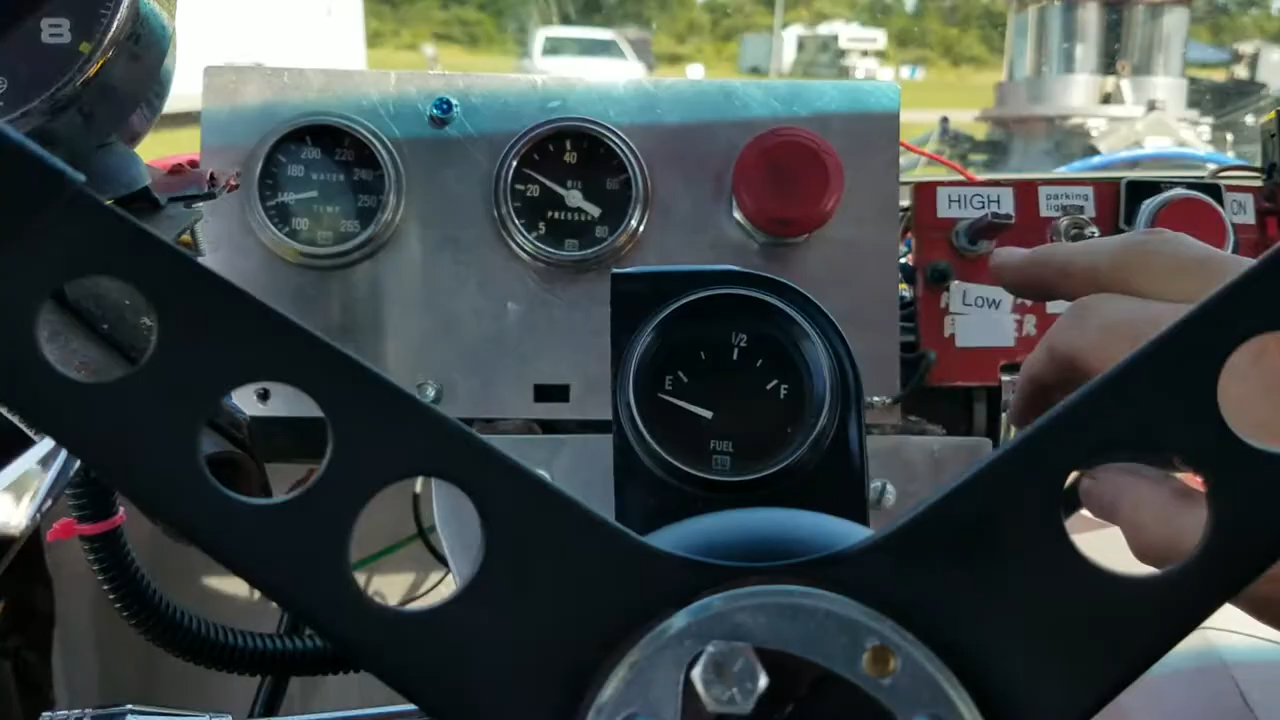 8
200 220
180 WATER 240
140 250
TEMP
100 265
40
20 OIL 60
PRESSURE
5 80
1/2
E F
FUEL
HIGH
parking
ON
Low